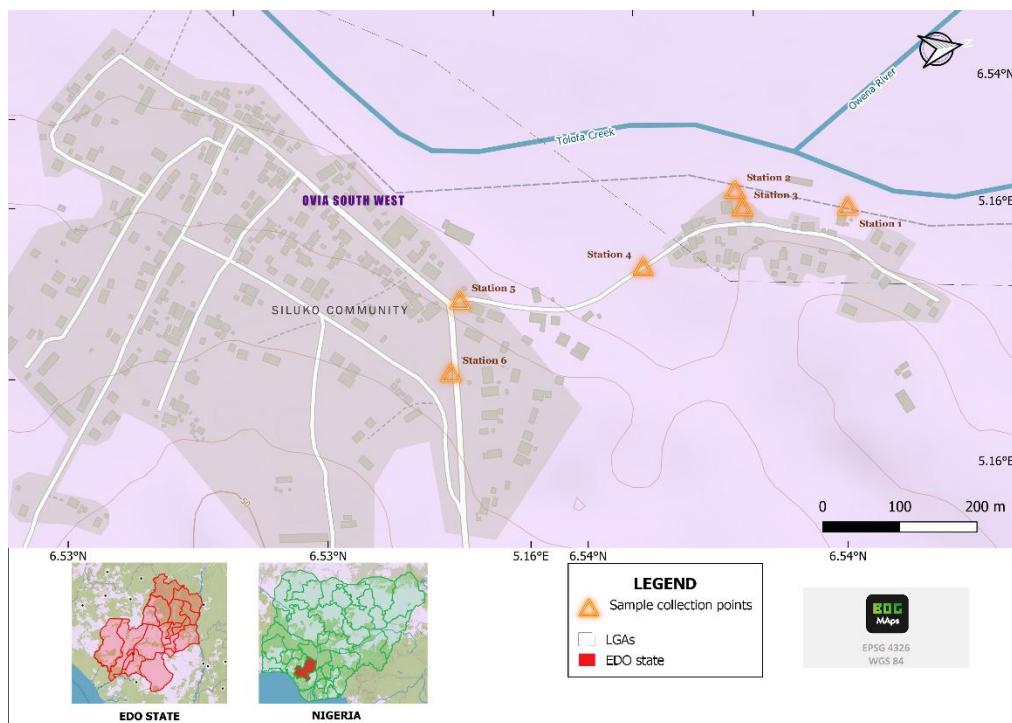 6.54°N
Owena River
Tolofa Creek
Station 2
Station 3
OVIA SOUTH WEST
5.16°E
Station 1
Station 4
Station 5
SILUKO COMMUNITY
Station 6
5.16°E
0 100 200 m
50
6.53°N 6.53°N 5.16°E 6.54°N 6.54°N
LEGEND
Sample collection points
LGAs
EDO state
EDO STATE
NIGERIA
BOG
MAps
EPSG 4326
WGS 84